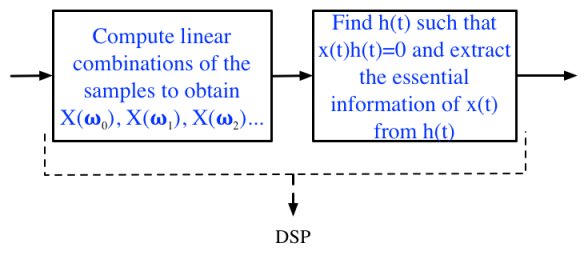 Compute linear
combinations of the
samples to obtain
X(ω₀), X(ω₁), X(ω₂)...
Find h(t) such that
x(t)h(t)=0 and extract
the essential
information of x(t)
from h(t)
DSP